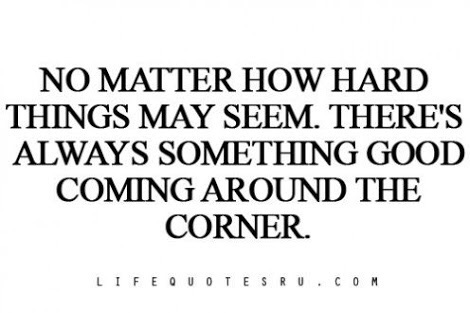 NO MATTER HOW HARD
THINGS MAY SEEM. THERE'S
ALWAYS SOMETHING GOOD
COMING AROUND THE
CORNER.
LIFEQUOTESRU.COM